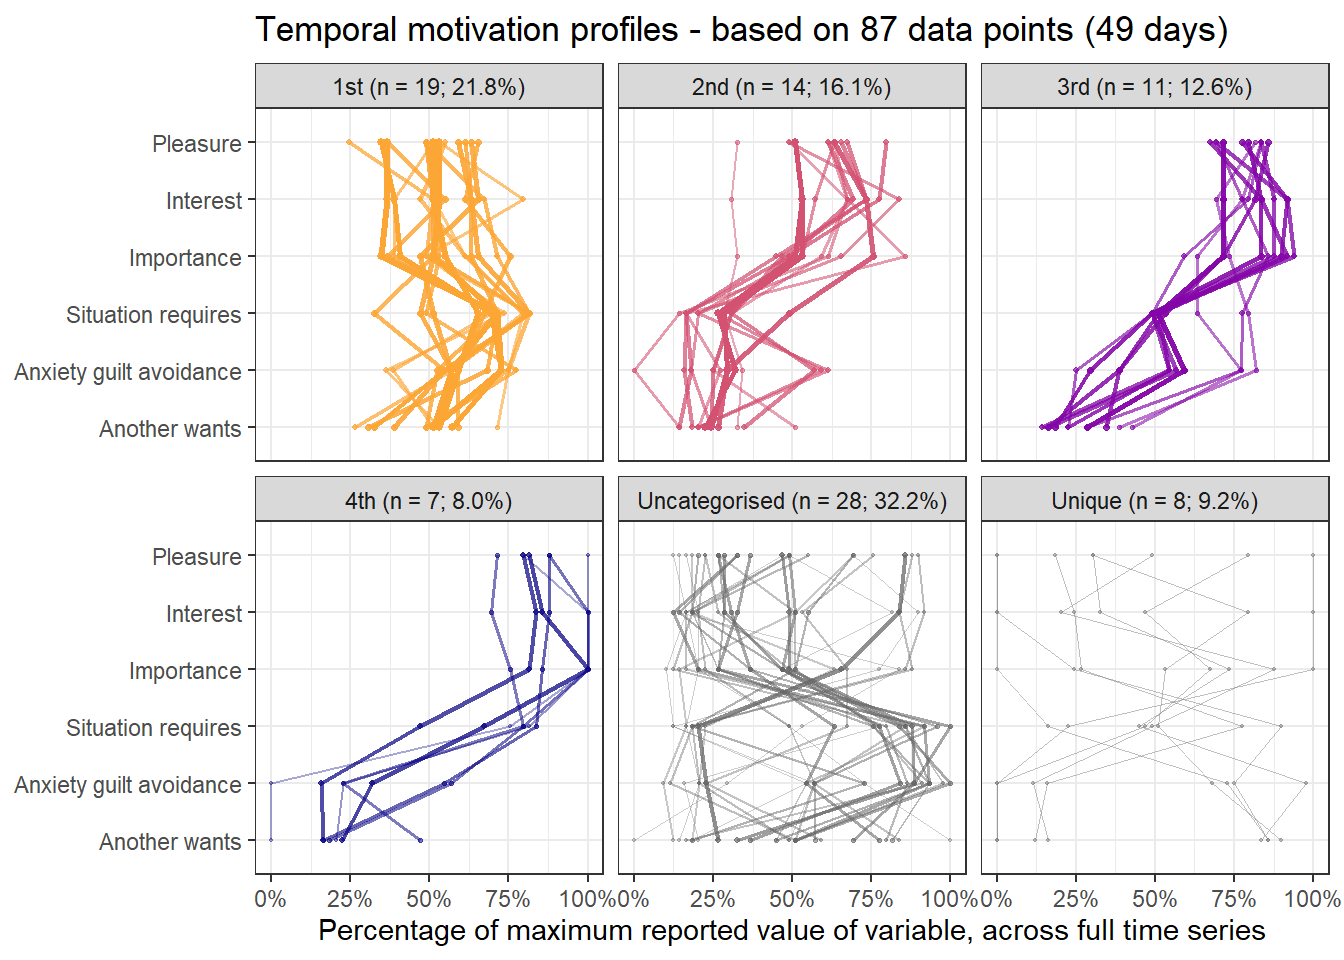 Temporal motivation profiles - based on 87 data points (49 days)
1st (n = 19; 21.8%)
2nd (n = 14; 16.1%)
3rd (n = 11; 12.6%)
Pleasure
Interest
Importance
Situation requires
Anxiety guilt avoidance
Another wants
4th (n = 7; 8.0%)
Uncategorised (n = 28; 32.2%)
Unique (n = 8; 9.2%)
Pleasure
Interest
Importance
Situation requires
Anxiety guilt avoidance
Another wants
0% 25% 50% 75% 100% 0% 25% 50% 75% 100% 0% 25% 50% 75% 100%
Percentage of maximum reported value of variable, across full time series